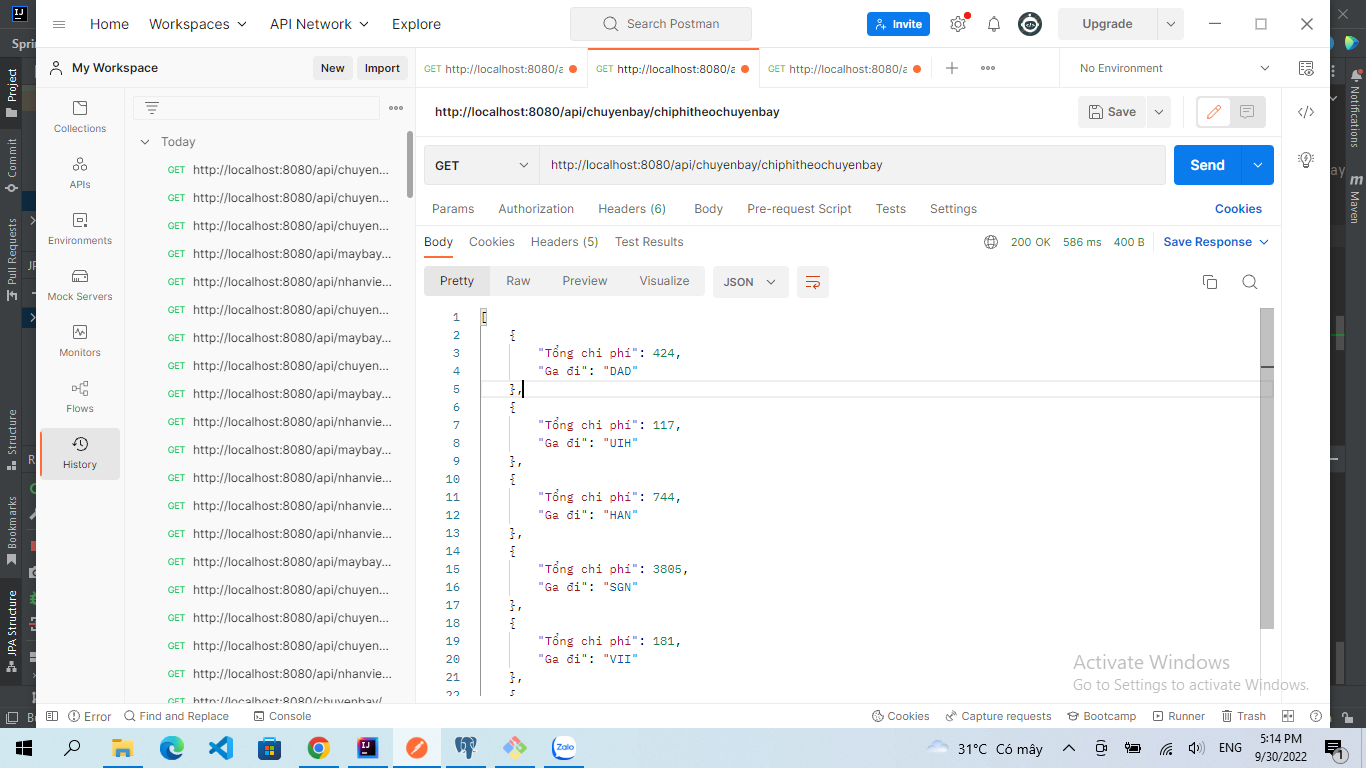 Home
Workspaces
API Network
Explore
Search Postman
Invite
Upgrade
Sprin
My Workspace
New
Import
GET http://localhost:8080/a
GET http://localhost:8080/a
GET http://localhost:8080/a
No Environment
http://localhost:8080/api/chuyenbay/chiphitheochuyenbay
Save
GET
http://localhost:8080/api/chuyenbay/chiphitheochuyenbay
Send
Params
Authorization
Headers (6)
Body
Pre-request Script
Tests
Settings
Cookies
Body
Cookies
Headers (5)
Test Results
200 OK
586 ms
400 B
Save Response
Pretty
Raw
Preview
Visualize
JSON
1 [
2 {
3 "Tổng chi phí": 424,
4 "Ga đi": "DAD"
5 },
6 {
7 "Tổng chi phí": 117,
8 "Ga đi": "UIH"
9 },
10 {
11 "Tổng chi phí": 744,
12 "Ga đi": "HAN"
13 },
14 {
15 "Tổng chi phí": 3805,
16 "Ga đi": "SGN"
17 },
18 {
19 "Tổng chi phí": 181,
20 "Ga đi": "VII"
21 },
22 {
Project
Commit
Pull Requests
Structure
Bookmarks
JPA Structure
Collections
APIs
Environments
Mock Servers
Monitors
Flows
History
Today
GET http://localhost:8080/api/chuyen...
GET http://localhost:8080/api/chuyen...
GET http://localhost:8080/api/chuyen...
GET http://localhost:8080/api/maybay...
GET http://localhost:8080/api/nhanvie...
GET http://localhost:8080/api/chuyen...
GET http://localhost:8080/api/maybay...
GET http://localhost:8080/api/chuyen...
GET http://localhost:8080/api/maybay...
GET http://localhost:8080/api/nhanvie...
GET http://localhost:8080/api/maybay...
GET http://localhost:8080/api/nhanvie...
GET http://localhost:8080/api/nhanvie...
GET http://localhost:8080/api/nhanvie...
GET http://localhost:8080/api/maybay...
GET http://localhost:8080/api/chuyen...
GET http://localhost:8080/api/chuyen...
GET http://localhost:8080/api/chuyen...
GET http://localhost:8080/api/nhanvie...
GET http://localhost:8080/chuyenbay/
Notifications
Maven
Activate Windows
Go to Settings to activate Windows.
Error
Find and Replace
Console
Cookies
Capture requests
Bootcamp
Runner
Trash
Zalo
31°C Có mây
ENG
5:14 PM
9/30/2022
1